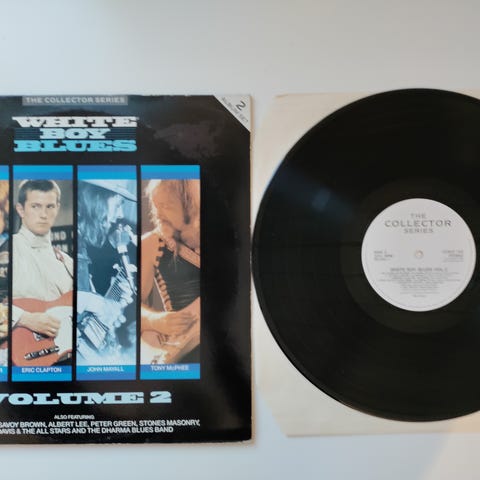 THE COLLECTOR SERIES
2
ALBUM SET
WHITE
BOY
BLUES
ERIC CLAPTON
JOHN MAYALL
TONY McPHEE
VOLUME 2
ALSO FEATURING
SAVOY BROWN, ALBERT LEE, PETER GREEN, STONES MASONRY,
DAVIS & THE ALL STARS AND THE DHARMA BLUES BAND
THE
COLLECTOR
SERIES
WHITE BOY BLUES VOL 2